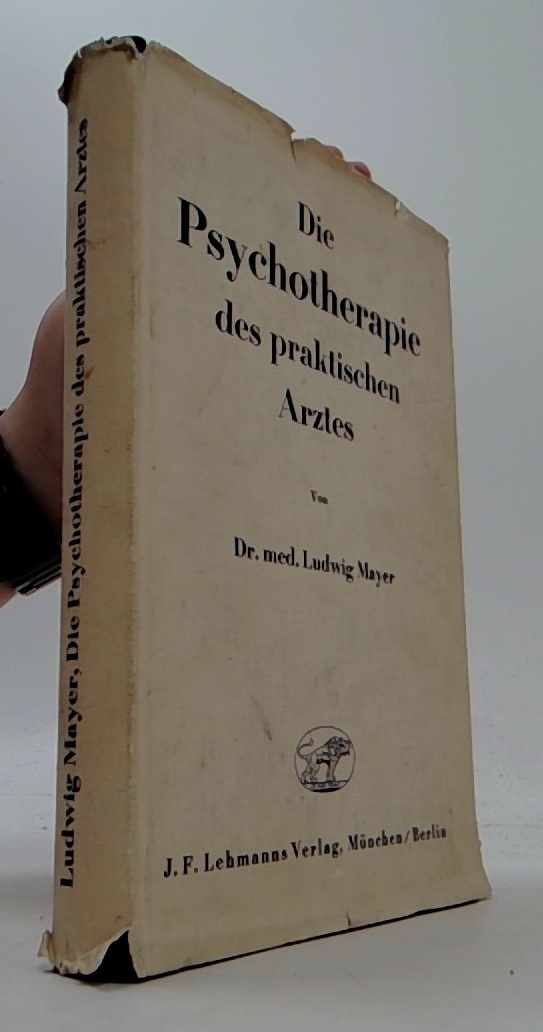 Die
Psychotherapie
des praktischen
Arztes
Von
Dr. med. Ludwig Mayer
J. F. Lehmanns Verlag, München/Berlin
Ludwig Mayer, Die Psychotherapie des praktischen Arztes